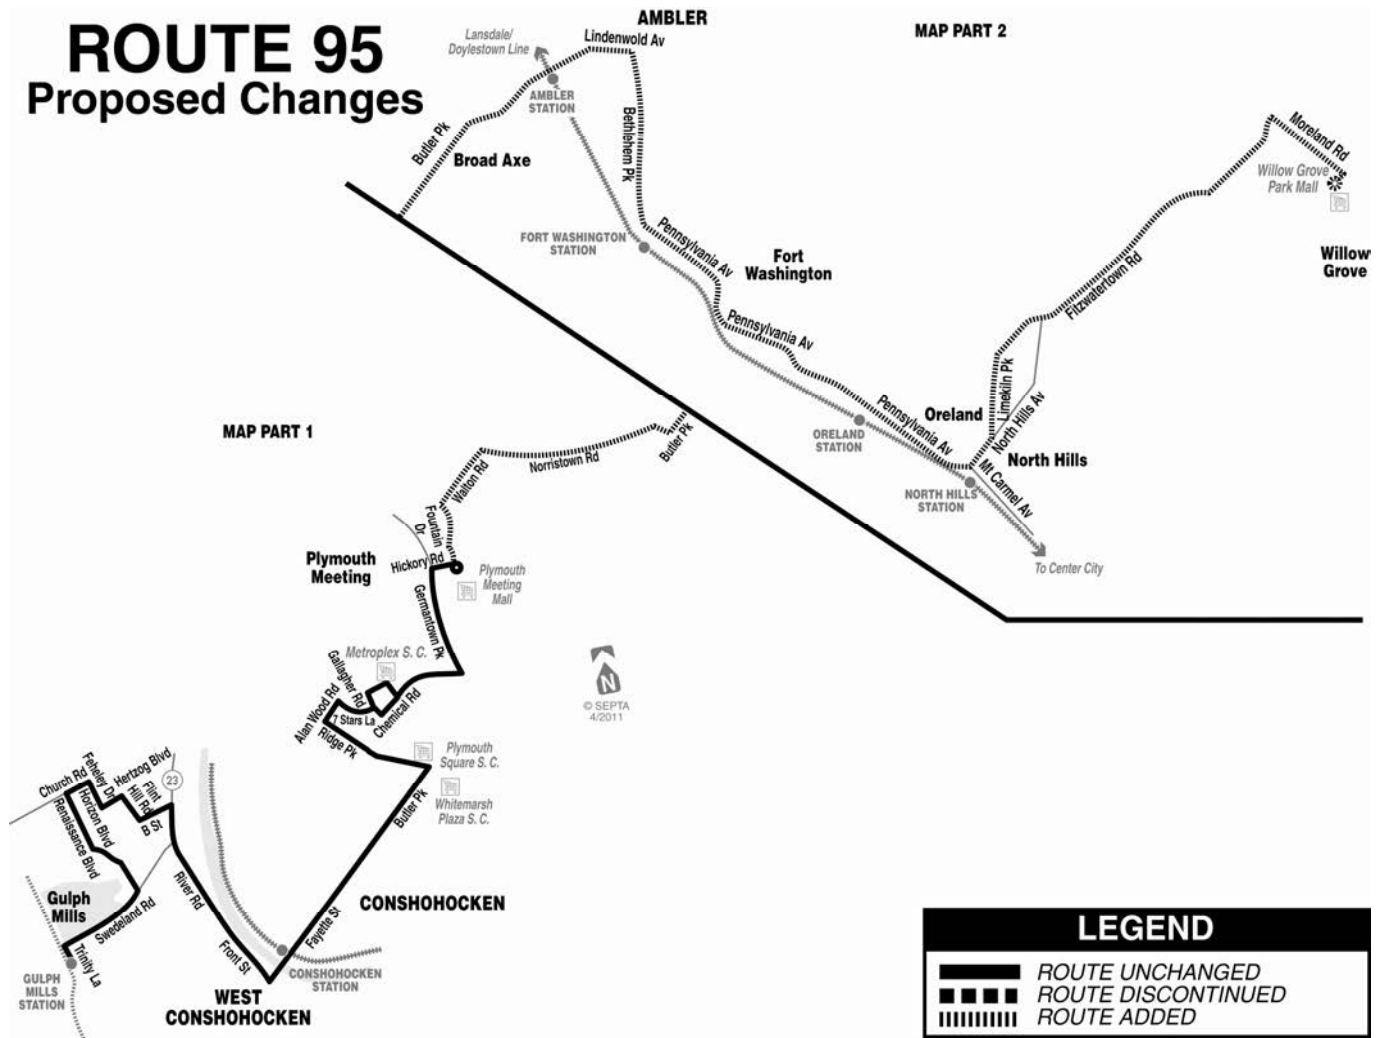 ROUTE 95
Proposed Changes
Lansdale/
Doylestown Line
AMBLER
Lindenwold Av
MAP PART 2
AMBLER
STATION
Butler Pk
Broad Axe
Bethlehem Pk
Moreland Rd
Willow Grove
Park Mall
FORT WASHINGTON
STATION
Pennsylvania Av
Fort
Washington
Willow
Grove
Fitzwatertown Rd
Pennsylvania Av
Limekiln Pk
North Hills Av
Pennsylvania Av
Oreland
ORELAND
STATION
North Hills
Mt Carmel Av
NORTH HILLS
STATION
To Center City
MAP PART 1
Butler Pk
Norristown Rd
Walton Rd
Fountain
Dr
Plymouth
Meeting
Hickory Rd
Plymouth
Meeting
Mall
Germantown Pk
Metroplex S. C.
Gallagher Rd
Alan Wood Rd
7 Stars La
Chemical Rd
Ridge Pk
N
© SEPTA
4/2011
Plymouth
Square S. C.
Whitemarsh
Plaza S. C.
Butler Pk
Church Rd
Feheley Dr
Hertzog Blvd
Flint
Hill Rd
B St
23
Horizon Blvd
Renaissance Blvd
River Rd
Gulph
Mills
Swedeland Rd
Trinity La
Front St
Fayette St
CONSHOHOCKEN
GULPH
MILLS
STATION
CONSHOHOCKEN
STATION
WEST
CONSHOHOCKEN
LEGEND
ROUTE UNCHANGED
ROUTE DISCONTINUED
ROUTE ADDED